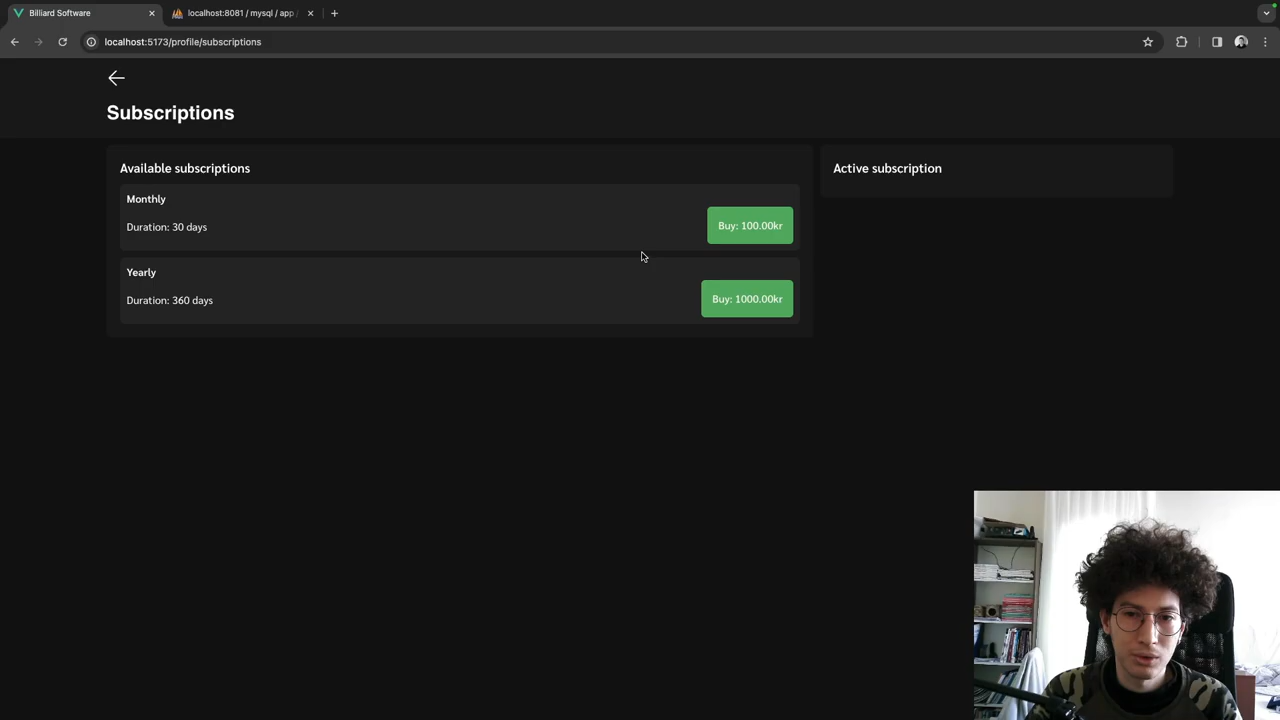 Billiard Software
localhost:8081 / mysql / app
localhost:5173/profile/subscriptions
Subscriptions
Available subscriptions
Monthly
Duration: 30 days
Buy: 100.00kr
Yearly
Duration: 360 days
Buy: 1000.00kr
Active subscription